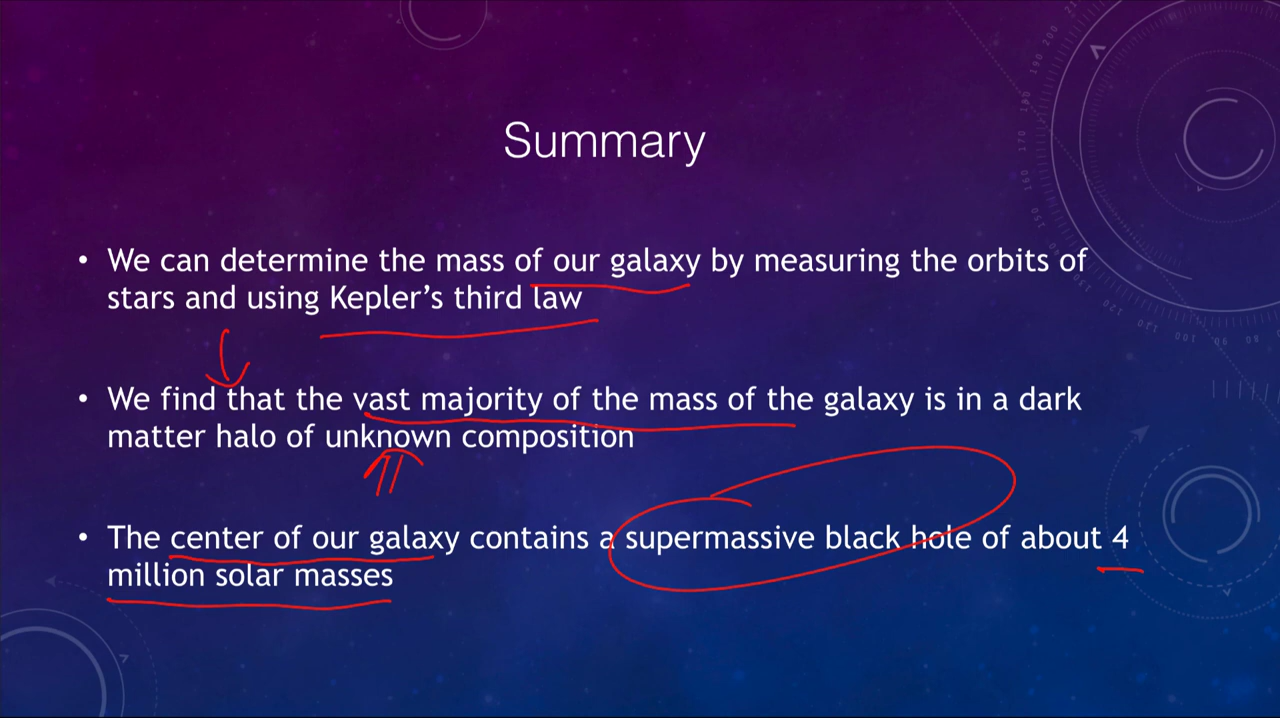 Summary
• We can determine the mass of our galaxy by measuring the orbits of
stars and using Kepler’s third law
• We find that the vast majority of the mass of the galaxy is in a dark
matter halo of unknown composition
• The center of our galaxy contains a supermassive black hole of about 4
million solar masses